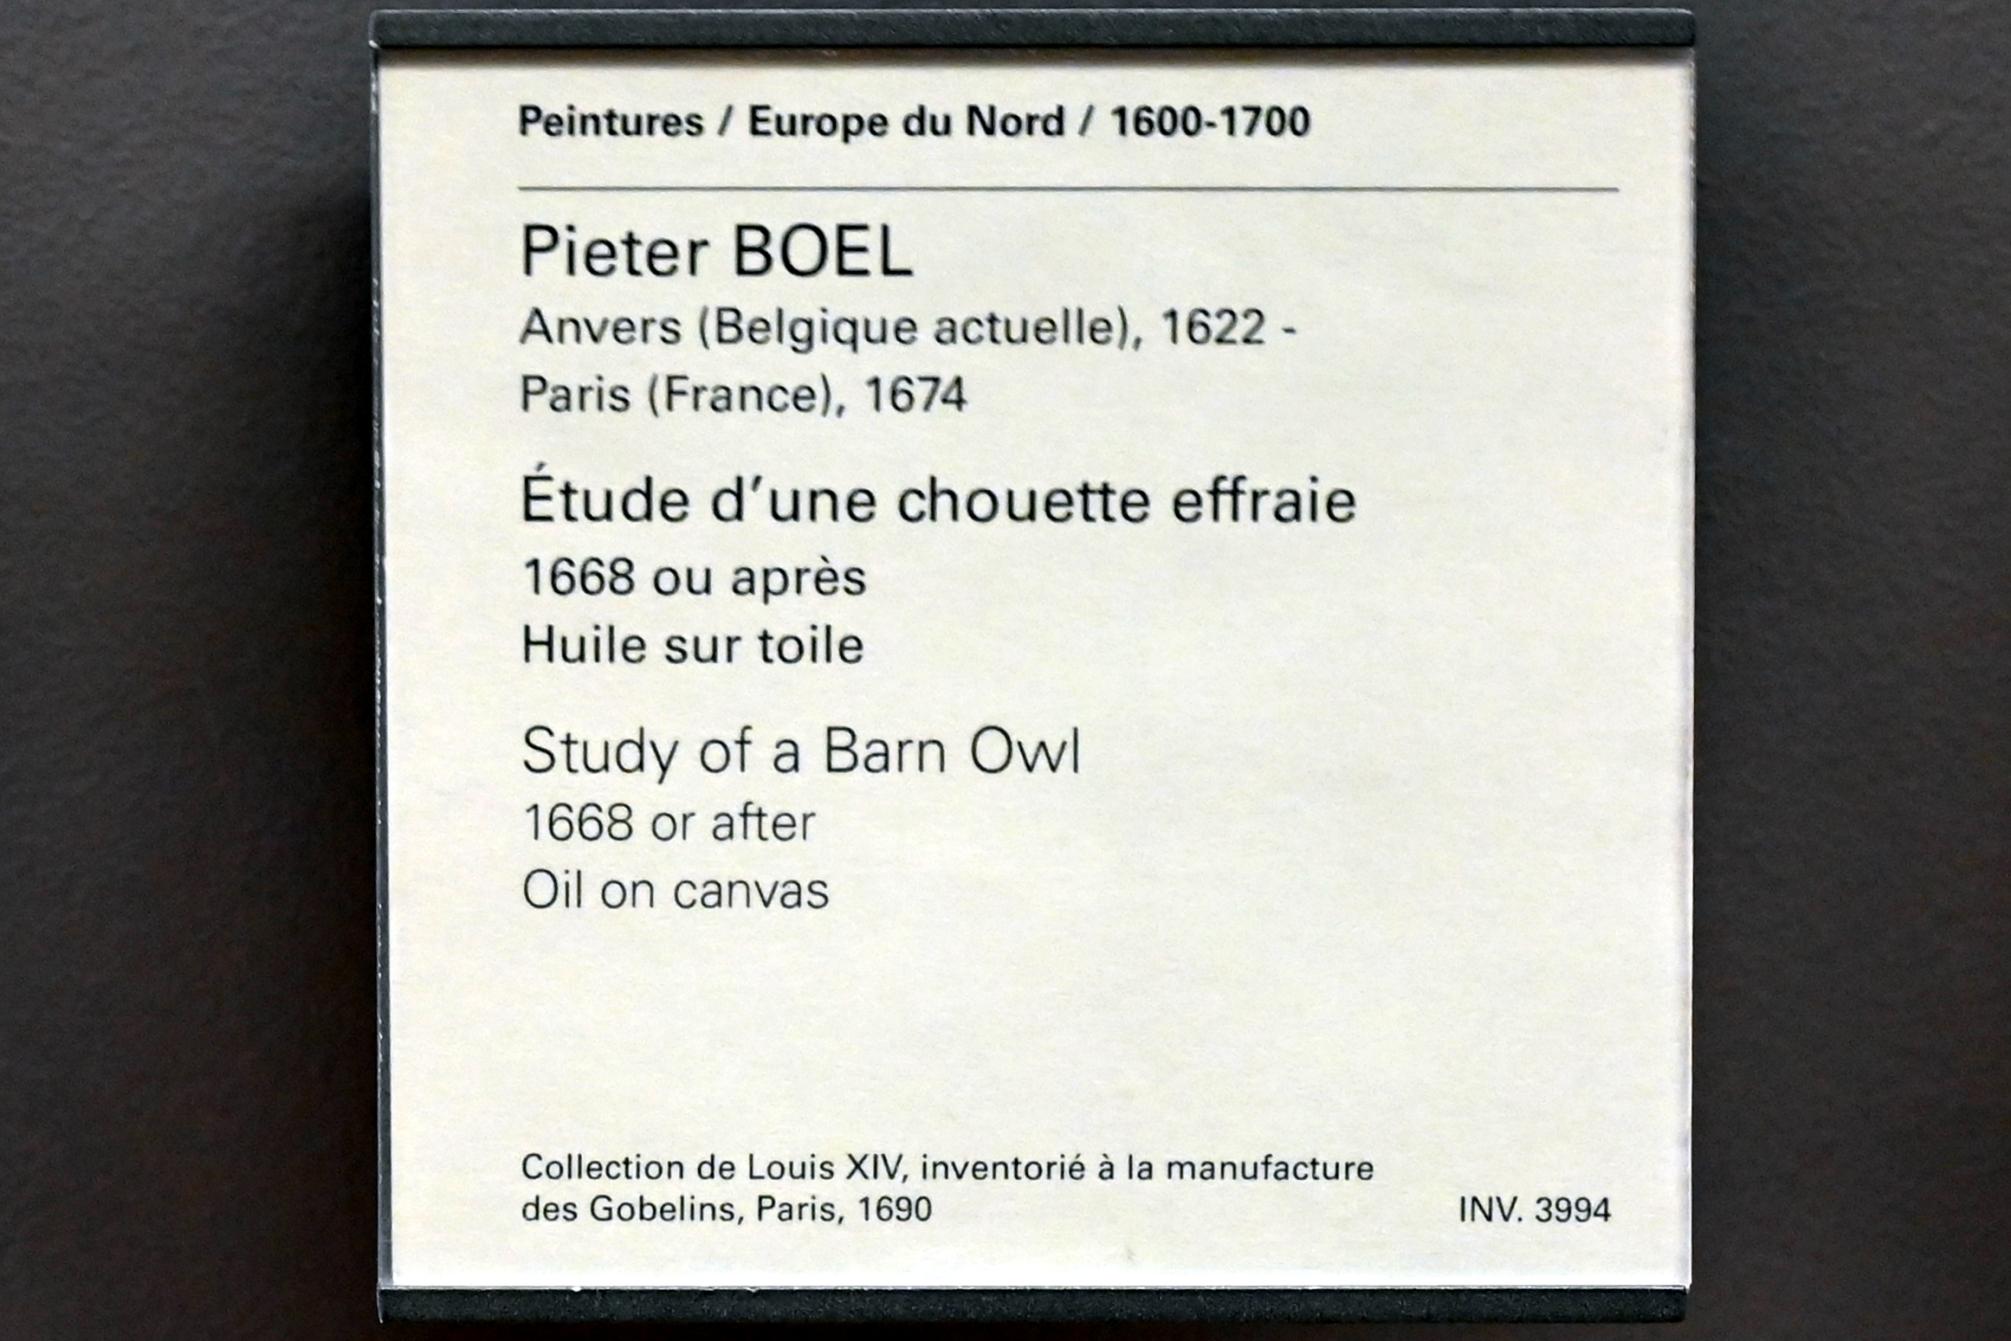 Peintures / Europe du Nord / 1600-1700
Pieter BOEL
Anvers (Belgique actuelle), 1622 -
Paris (France), 1674
Étude d'une chouette effraie
1668 ou après
Huile sur toile
Study of a Barn Owl
1668 or after
Oil on canvas
Collection de Louis XIV, inventorié à la manufacture
des Gobelins, Paris, 1690 INV. 3994